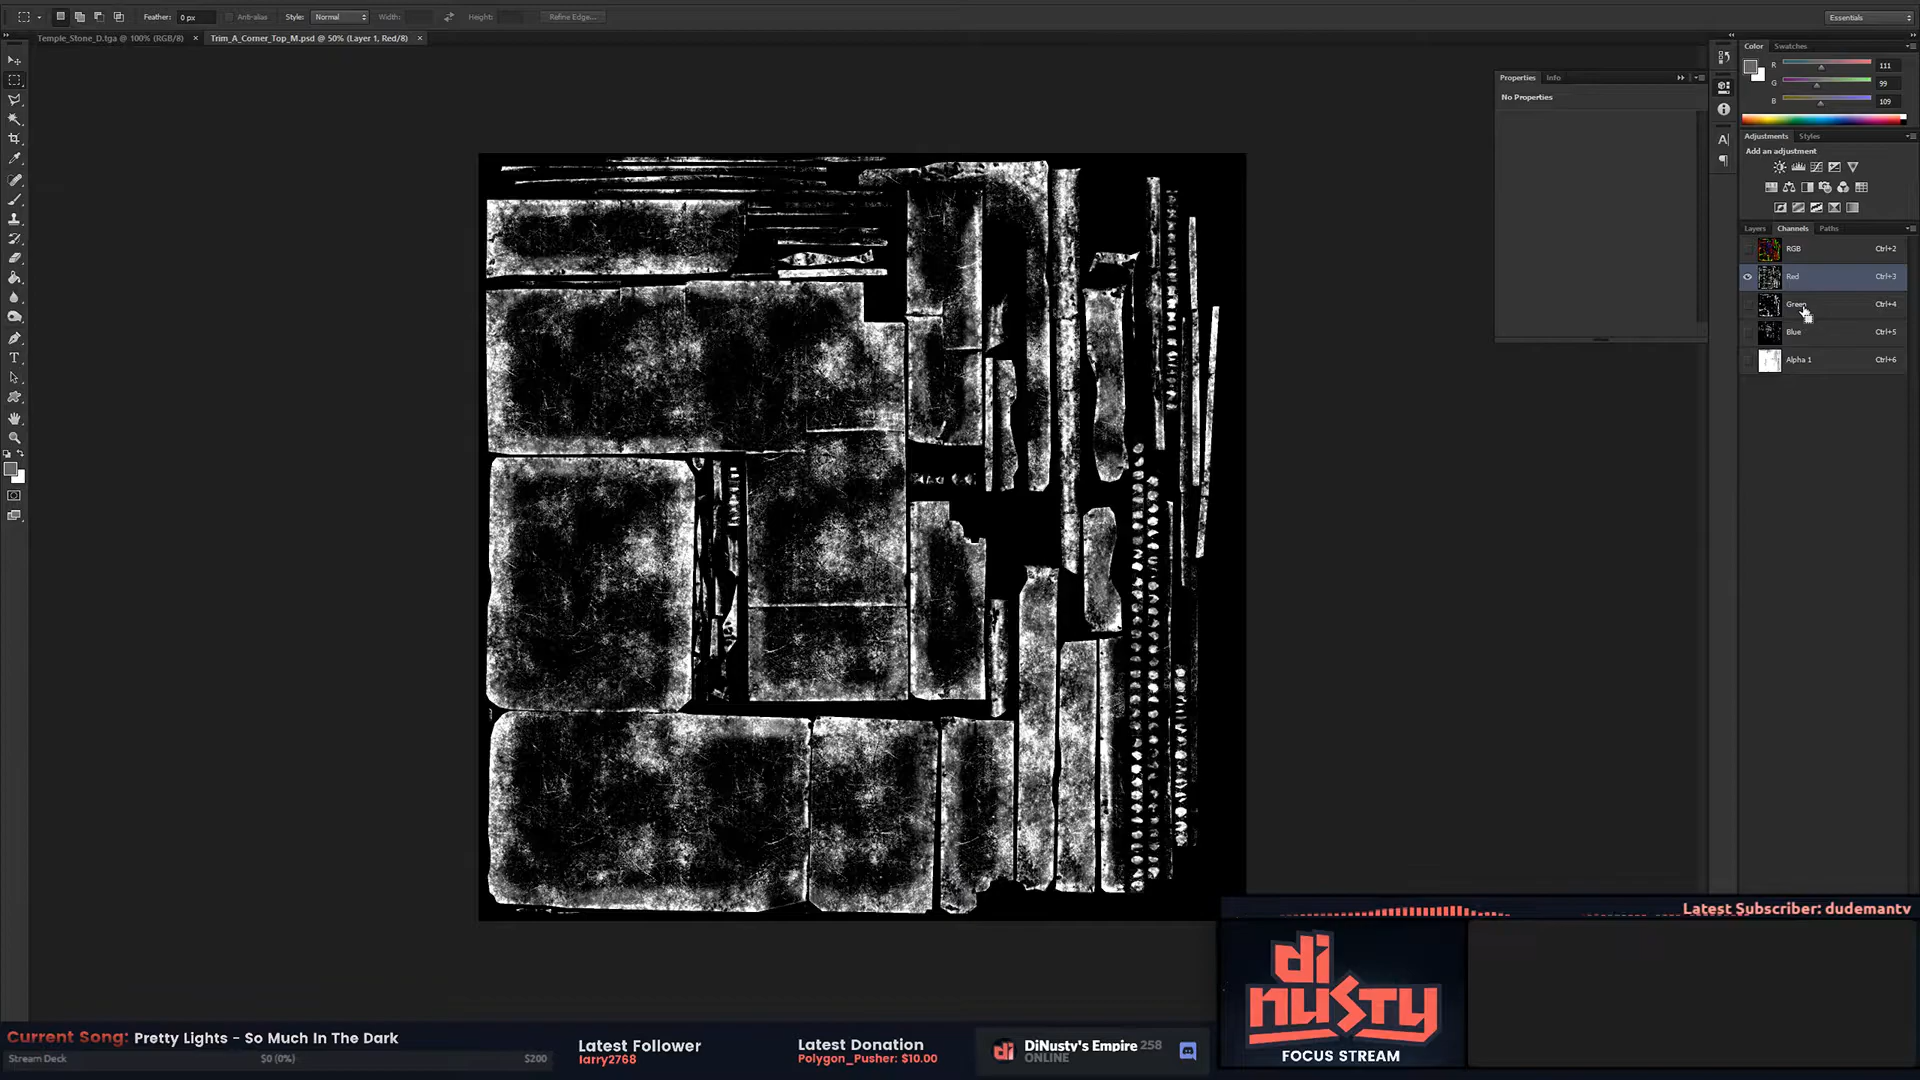 Feather: 0 px Anti-alias Style: Normal Width: Height: Refine Edge... Essentials
Temple_Stone_D.tga @ 100% (RGB/8) × Trim_A_Corner_Top_M.psd @ 50% (Layer 1, Red/8) ×
Color Swatches
R 111
G 99
B 109
Properties Info
No Properties
Adjustments Styles
Add an adjustment
Layers Channels Paths
RGB Ctrl+2
Red Ctrl+3
Green Ctrl+4
Blue Ctrl+5
Alpha 1 Ctrl+6
Latest Subscriber: dudemantv
di
nusty
FOCUS STREAM
Current Song: Pretty Lights - So Much In The Dark
Stream Deck $0 (0%) $200
Latest Follower
larry2768
Latest Donation
Polygon_Pusher: $10.00
di DiNusty's Empire 258
ONLINE